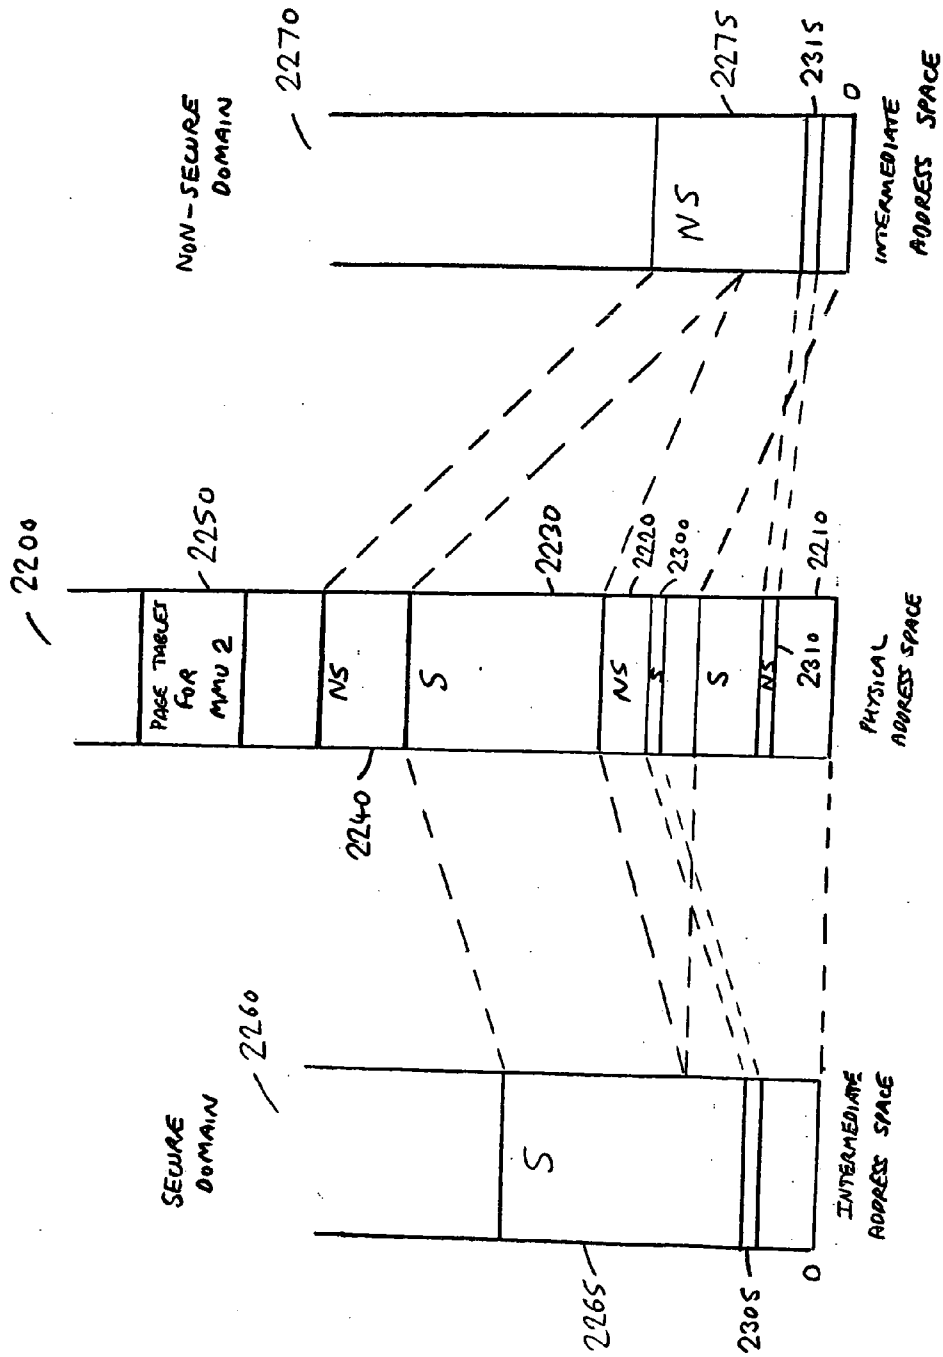 2200
2260
2270
SECURE
DOMAIN
NON-SECURE
DOMAIN
PAGE TABLES
FOR
MMU 2
2250
NS
2240
S
2230
NS
2220
S
2300
S
NS
2310
2210
S
2265
2305
0
NS
2275
2315
0
INTERMEDIATE
ADDRESS SPACE
PHYSICAL
ADDRESS SPACE
INTERMEDIATE
ADDRESS SPACE